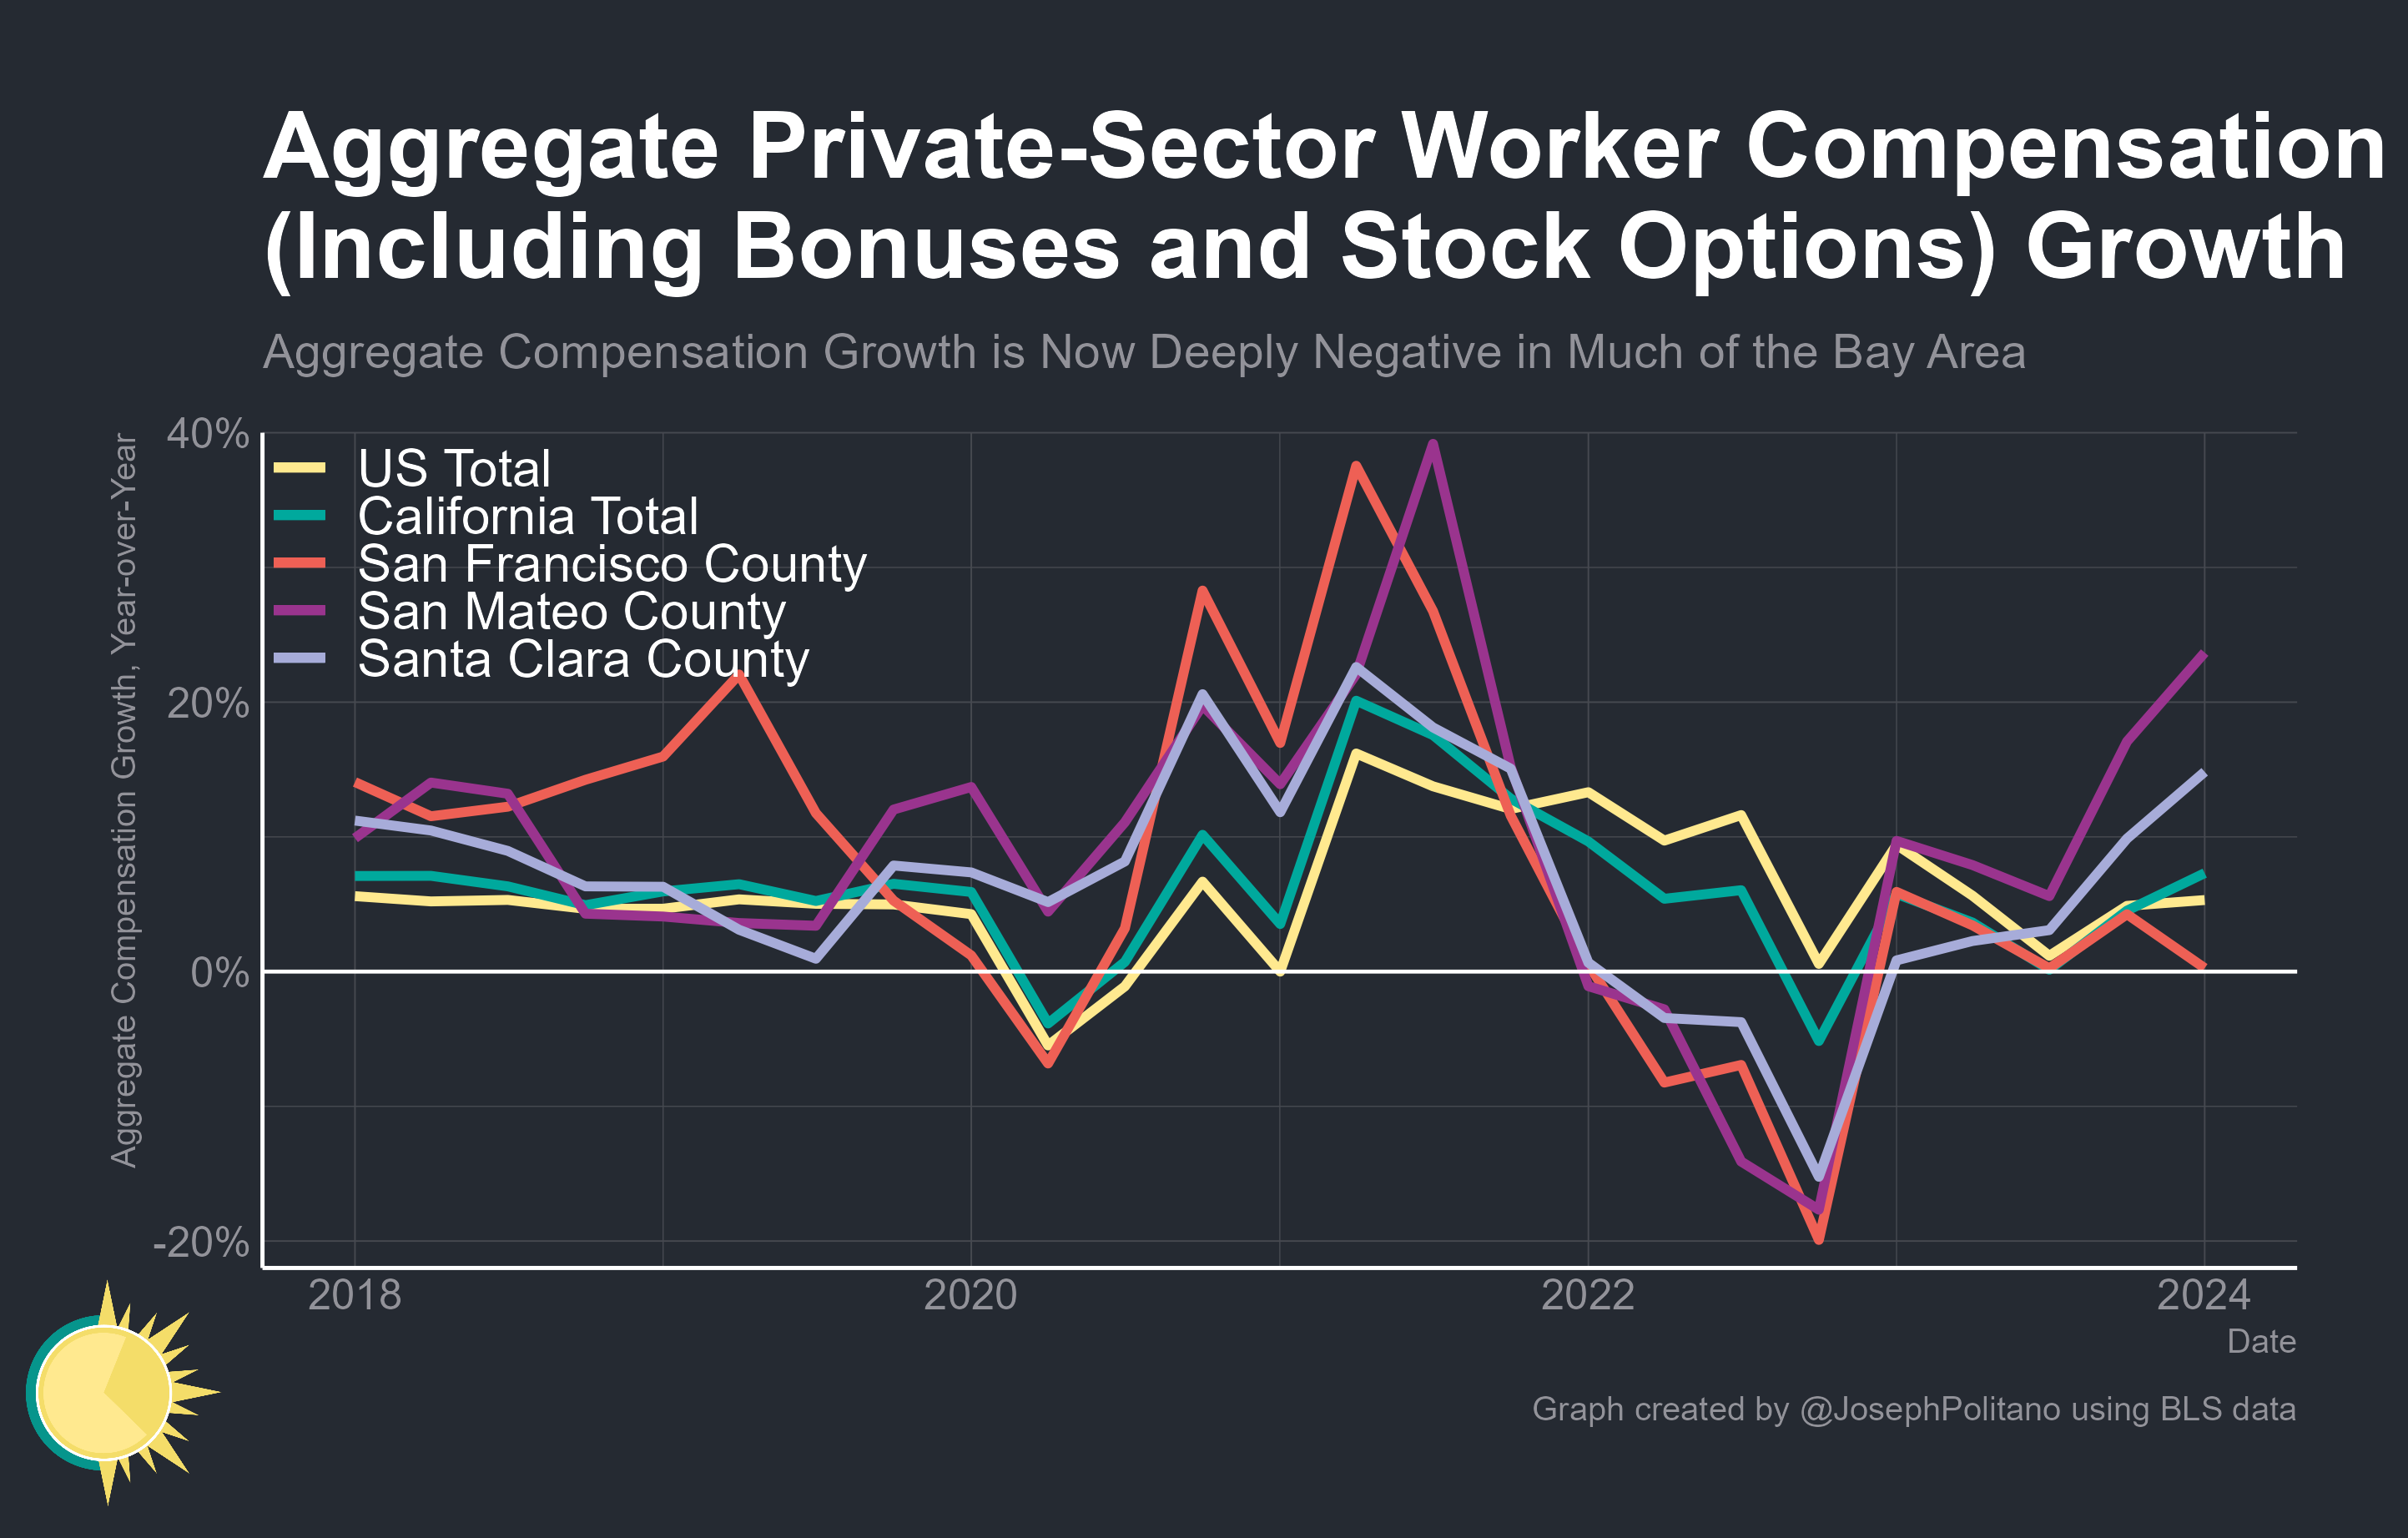 Aggregate Private-Sector Worker Compensation
(Including Bonuses and Stock Options) Growth
Aggregate Compensation Growth is Now Deeply Negative in Much of the Bay Area
Aggregate Compensation Growth, Year-over-Year
40%
20%
0%
-20%
US Total
California Total
San Francisco County
San Mateo County
Santa Clara County
2018
2020
2022
2024
Date
Graph created by @JosephPolitano using BLS data